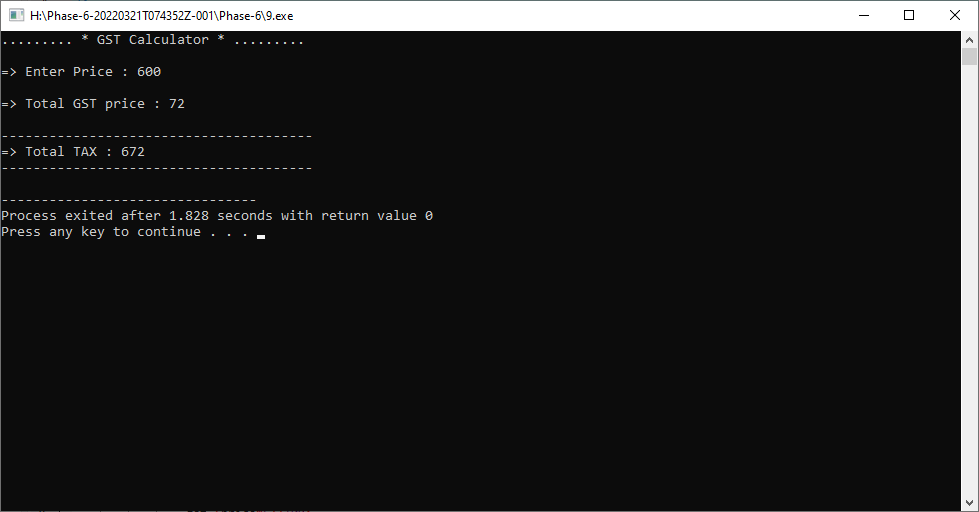 H:\Phase-6-20220321T074352Z-001\Phase-6\9.exe
......... * GST Calculator * .........
=> Enter Price : 600
=> Total GST price : 72
---------------------------------------
=> Total TAX : 672
---------------------------------------
--------------------------------
Process exited after 1.828 seconds with return value 0
Press any key to continue . . .